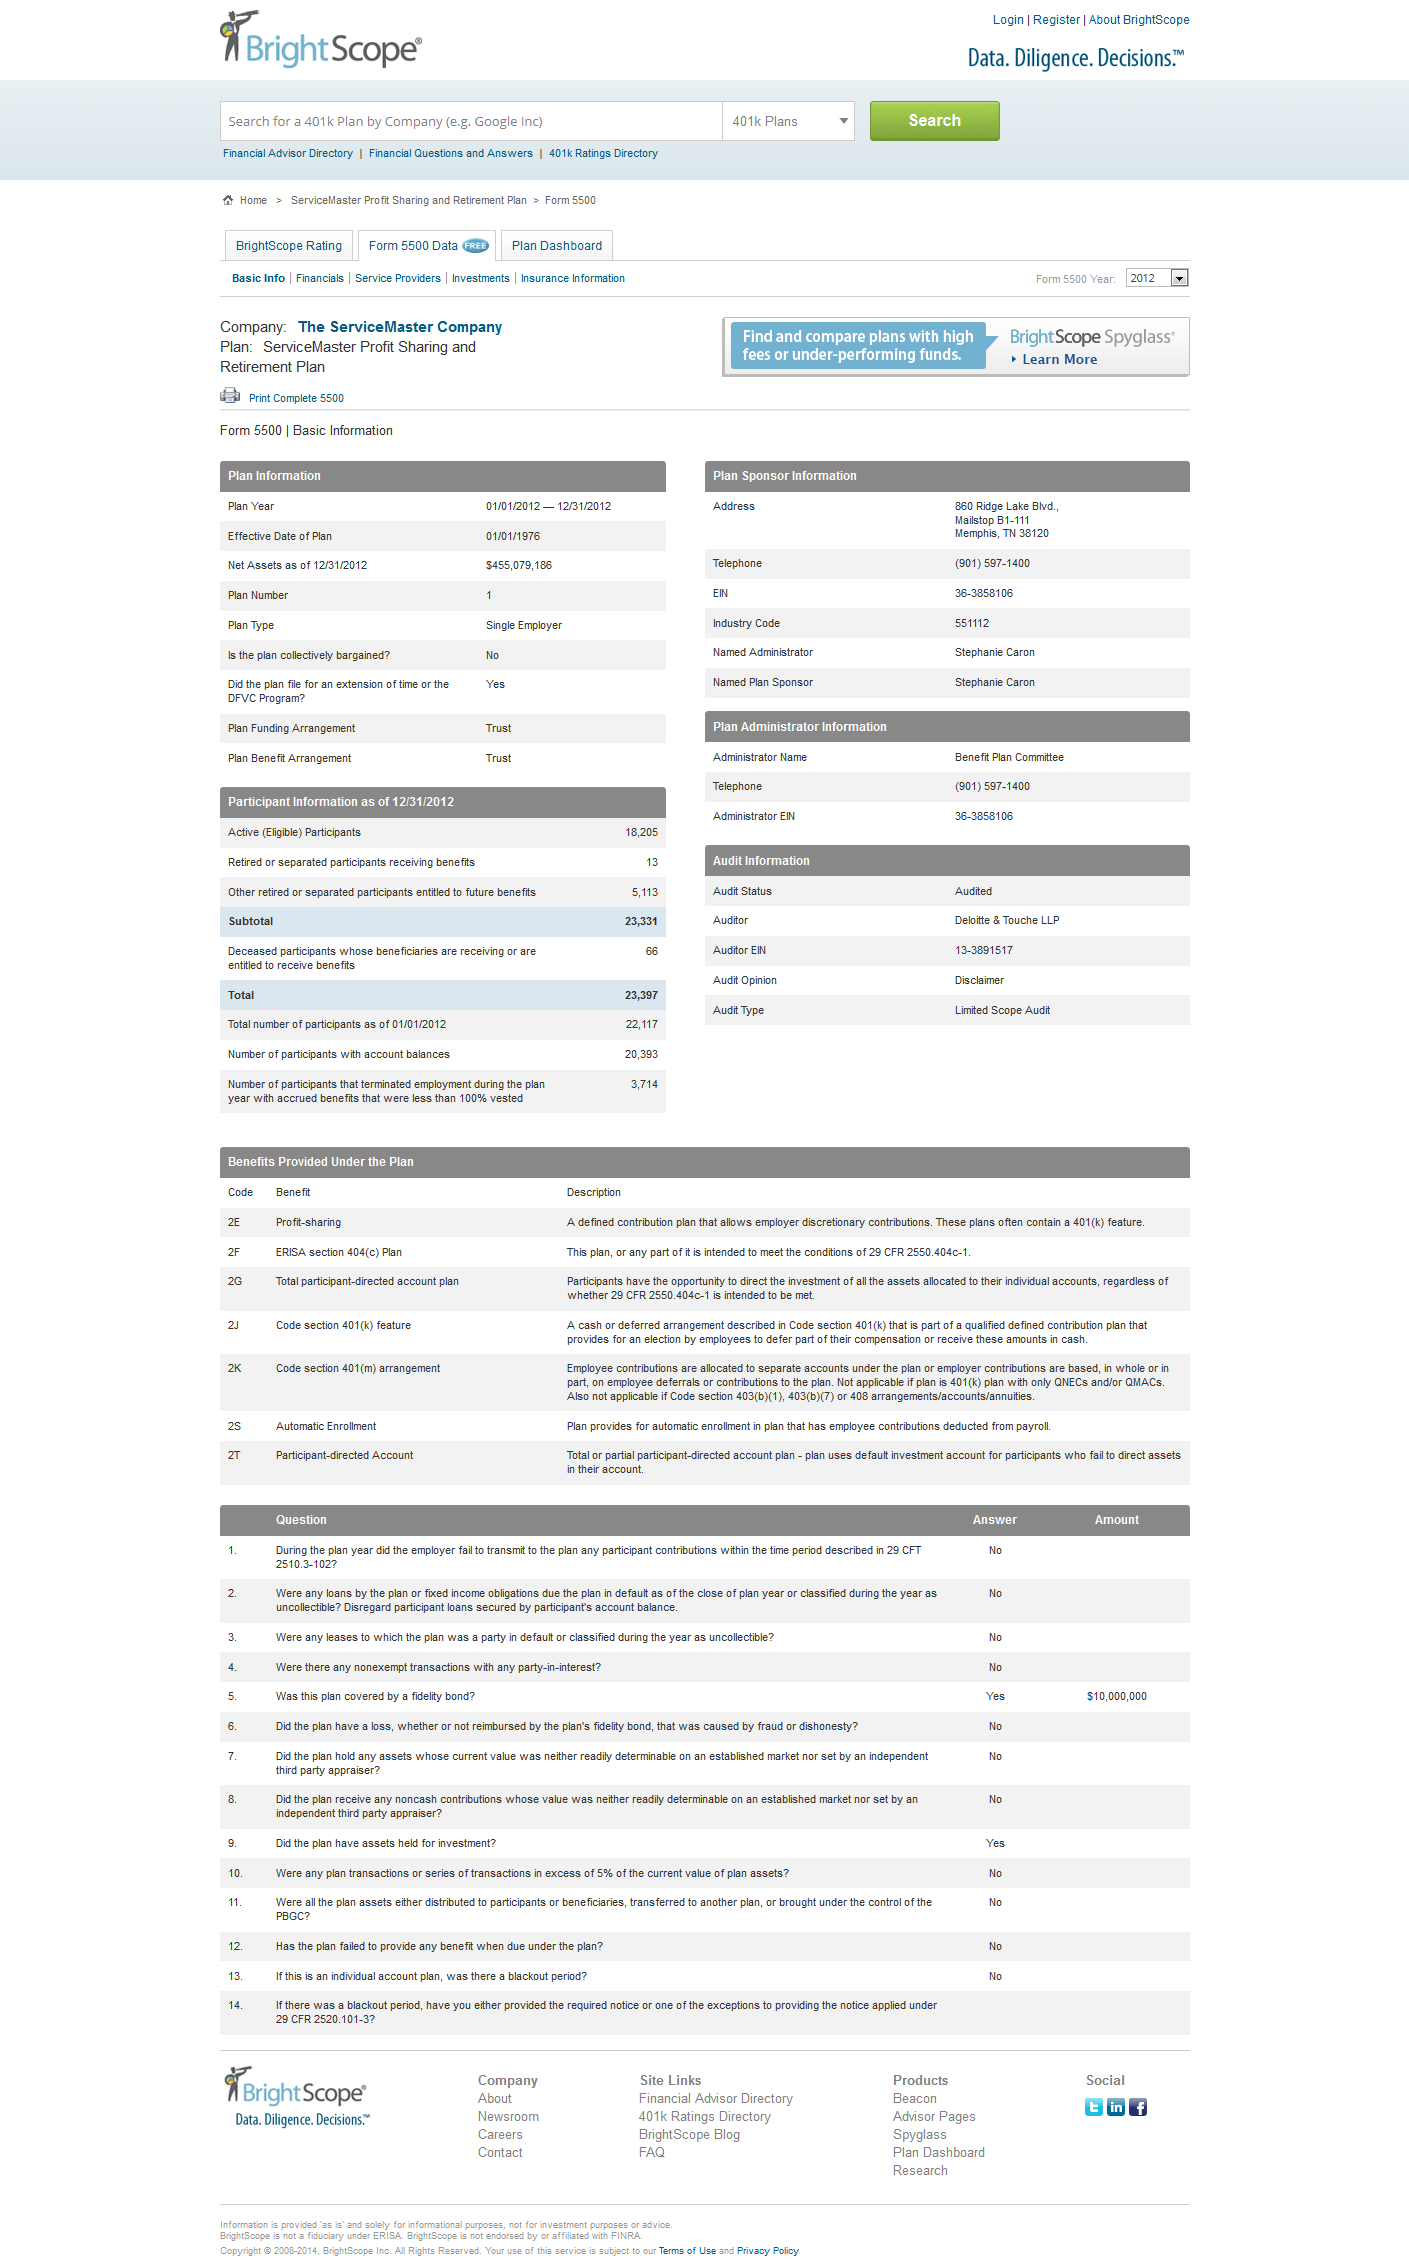 Login | Register | About BrightScope
BrightScope®
Data. Diligence. Decisions.™
Search for a 401k Plan by Company (e.g. Google Inc)
401k Plans
Search
Financial Advisor Directory | Financial Questions and Answers | 401k Ratings Directory
Home > ServiceMaster Profit Sharing and Retirement Plan > Form 5500
BrightScope Rating
Form 5500 Data FREE
Plan Dashboard
Basic Info | Financials | Service Providers | Investments | Insurance Information
Form 5500 Year: 2012
Company: The ServiceMaster Company
Plan: ServiceMaster Profit Sharing and
Retirement Plan
Find and compare plans with high
fees or under-performing funds.
BrightScope Spyglass®
Learn More
Print Complete 5500
Form 5500 | Basic Information
Plan Information
Plan Year 01/01/2012 — 12/31/2012
Effective Date of Plan 01/01/1976
Net Assets as of 12/31/2012 $455,079,186
Plan Number 1
Plan Type Single Employer
Is the plan collectively bargained? No
Did the plan file for an extension of time or the Yes
DFVC Program?
Plan Funding Arrangement Trust
Plan Benefit Arrangement Trust
Participant Information as of 12/31/2012
Active (Eligible) Participants 18,205
Retired or separated participants receiving benefits 13
Other retired or separated participants entitled to future benefits 5,113
Subtotal 23,331
Deceased participants whose beneficiaries are receiving or are 66
entitled to receive benefits
Total 23,397
Total number of participants as of 01/01/2012 22,117
Number of participants with account balances 20,393
Number of participants that terminated employment during the plan 3,714
year with accrued benefits that were less than 100% vested
Plan Sponsor Information
Address 860 Ridge Lake Blvd.,
Mailstop B1-111
Memphis, TN 38120
Telephone (901) 597-1400
EIN 36-3858106
Industry Code 551112
Named Administrator Stephanie Caron
Named Plan Sponsor Stephanie Caron
Plan Administrator Information
Administrator Name Benefit Plan Committee
Telephone (901) 597-1400
Administrator EIN 36-3858106
Audit Information
Audit Status Audited
Auditor Deloitte & Touche LLP
Auditor EIN 13-3891517
Audit Opinion Disclaimer
Audit Type Limited Scope Audit
Benefits Provided Under the Plan
Code Benefit Description
2E Profit-sharing A defined contribution plan that allows employer discretionary contributions. These plans often contain a 401(k) feature.
2F ERISA section 404(c) Plan This plan, or any part of it is intended to meet the conditions of 29 CFR 2550.404c-1.
2G Total participant-directed account plan Participants have the opportunity to direct the investment of all the assets allocated to their individual accounts, regardless of
whether 29 CFR 2550.404c-1 is intended to be met.
2J Code section 401(k) feature A cash or deferred arrangement described in Code section 401(k) that is part of a qualified defined contribution plan that
provides for an election by employees to defer part of their compensation or receive these amounts in cash.
2K Code section 401(m) arrangement Employee contributions are allocated to separate accounts under the plan or employer contributions are based, in whole or in
part, on employee deferrals or contributions to the plan. Not applicable if plan is 401(k) plan with only QNECs and/or QMACs.
Also not applicable if Code section 403(b)(1), 403(b)(7) or 408 arrangements/accounts/annuities.
2S Automatic Enrollment Plan provides for automatic enrollment in plan that has employee contributions deducted from payroll.
2T Participant-directed Account Total or partial participant-directed account plan - plan uses default investment account for participants who fail to direct assets
in their account.
Question Answer Amount
1. During the plan year did the employer fail to transmit to the plan any participant contributions within the time period described in 29 CFT No
2510.3-102?
2. Were any loans by the plan or fixed income obligations due the plan in default as of the close of plan year or classified during the year as No
uncollectible? Disregard participant loans secured by participant's account balance.
3. Were any leases to which the plan was a party in default or classified during the year as uncollectible? No
4. Were there any nonexempt transactions with any party-in-interest? No
5. Was this plan covered by a fidelity bond? Yes $10,000,000
6. Did the plan have a loss, whether or not reimbursed by the plan's fidelity bond, that was caused by fraud or dishonesty? No
7. Did the plan hold any assets whose current value was neither readily determinable on an established market nor set by an independent No
third party appraiser?
8. Did the plan receive any noncash contributions whose value was neither readily determinable on an established market nor set by an No
independent third party appraiser?
9. Did the plan have assets held for investment? Yes
10. Were any plan transactions or series of transactions in excess of 5% of the current value of plan assets? No
11. Were all the plan assets either distributed to participants or beneficiaries, transferred to another plan, or brought under the control of the No
PBGC?
12. Has the plan failed to provide any benefit when due under the plan? No
13. If this is an individual account plan, was there a blackout period? No
14. If there was a blackout period, have you either provided the required notice or one of the exceptions to providing the notice applied under
29 CFR 2520.101-3?
BrightScope®
Data. Diligence. Decisions.™
Company
About
Newsroom
Careers
Contact
Site Links
Financial Advisor Directory
401k Ratings Directory
BrightScope Blog
FAQ
Products
Beacon
Advisor Pages
Spyglass
Plan Dashboard
Research
Social
Information is provided 'as is' and solely for informational purposes, not for investment purposes or advice.
BrightScope is not a fiduciary under ERISA. BrightScope is not endorsed by or affiliated with FINRA.
Copyright © 2008-2014, BrightScope Inc. All Rights Reserved. Your use of this service is subject to our Terms of Use and Privacy Policy